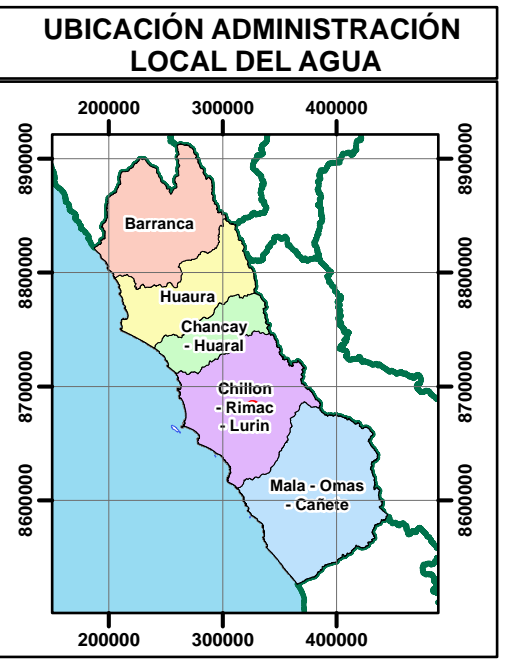 UBICACIÓN ADMINISTRACIÓN
LOCAL DEL AGUA
200000 300000 400000
8900000 8900000
Barranca
8800000 8800000
Huaura
Chancay
- Huaral
8700000 8700000
Chillon
- Rimac
- Lurin
Mala - Omas
- Cañete
8600000 8600000
200000 300000 400000